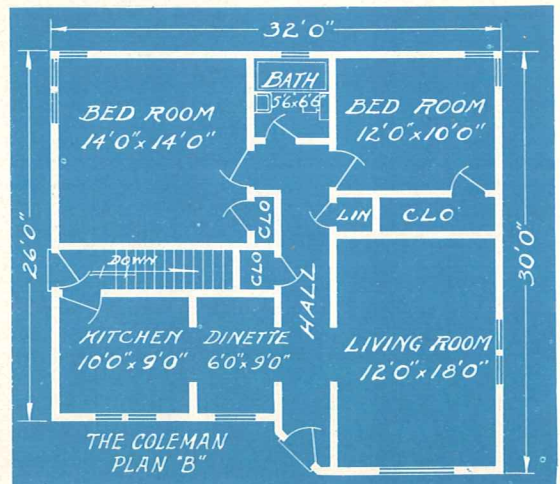 32'0"
BATH
5'6"x6'6"
BED ROOM
14'0"x14'0"
BED ROOM
12'0"x10'0"
CLO
LIN
CLO
26'0"
30'0"
DOWN
CLO
HALL
KITCHEN
10'0"x9'0"
DINETTE
6'0"x9'0"
LIVING ROOM
12'0"x18'0"
THE COLEMAN
PLAN "B"